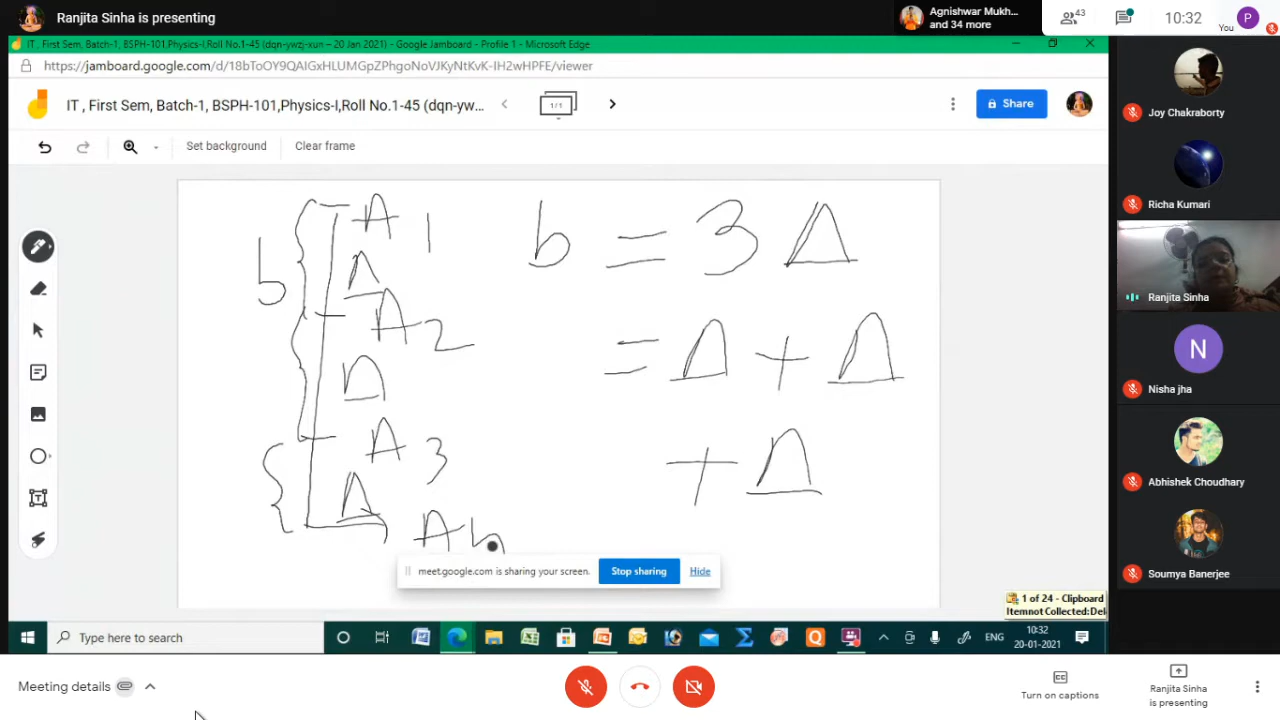 Ranjita Sinha is presenting
Agnishwar Mukh...
and 34 more
43
10:32
You
P
IT , First Sem, Batch-1, BSPH-101,Physics-I,Roll No.1-45 (dqn-ywzj-xun – 20 Jan 2021) - Google Jamboard - Profile 1 - Microsoft Edge
https://jamboard.google.com/d/18bToOY9QAIGxHLUMGpZPhgoNoVJKyNtKvK-IH2wHPFE/viewer
IT , First Sem, Batch-1, BSPH-101,Physics-I,Roll No.1-45 (dqn-yw...
1/1
Share
Set background
Clear frame
b
A1
Δ
A2
Δ
A3
Δ
b = 3 Δ
= Δ + Δ
+ Δ
meet.google.com is sharing your screen.
Stop sharing
Hide
1 of 24 - Clipboard
Item not Collected: Del
Joy Chakraborty
Richa Kumari
Ranjita Sinha
N
Nisha jha
Abhishek Choudhary
Soumya Banerjee
Type here to search
ENG
10:32
20-01-2021
Meeting details
Turn on captions
Ranjita Sinha
is presenting